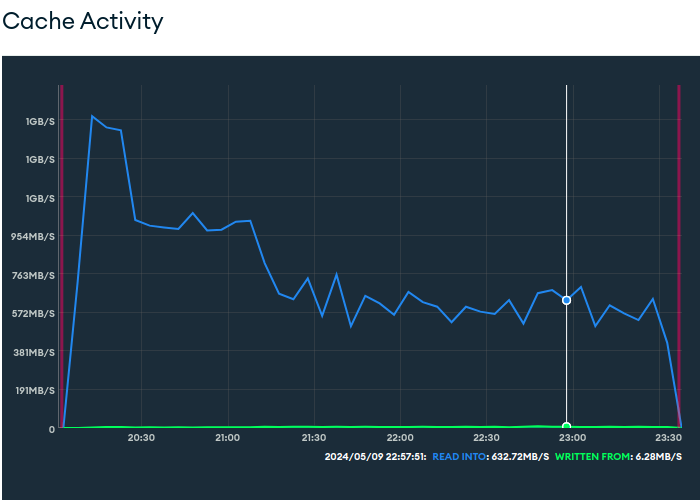 Cache Activity
1GB/S
1GB/S
1GB/S
954MB/S
763MB/S
572MB/S
381MB/S
191MB/S
0
20:30 21:00 21:30 22:00 22:30 23:00 23:30
2024/05/09 22:57:51: READ INTO: 632.72MB/S WRITTEN FROM: 6.28MB/S